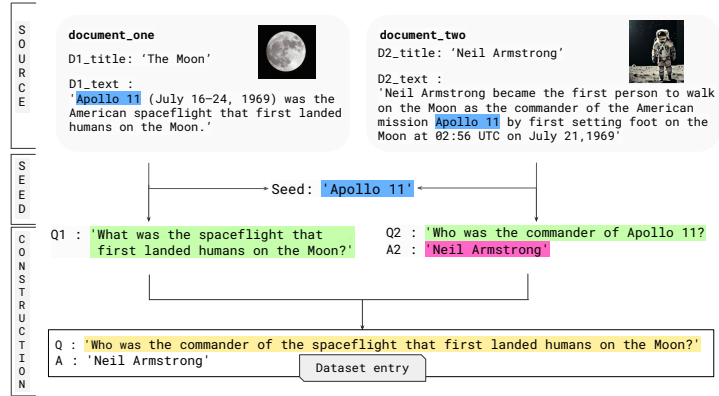 SOURCE
document_one
D1_title: ‘The Moon’
D1_text :
'Apollo 11 (July 16–24, 1969) was the
American spaceflight that first landed
humans on the Moon.’
document_two
D2_title: ‘Neil Armstrong’
D2_text :
'Neil Armstrong became the first person to walk
on the Moon as the commander of the American
mission Apollo 11 by first setting foot on the
Moon at 02:56 UTC on July 21,1969'
SEED
Seed: 'Apollo 11'
CONSTRUCTION
Q1 : 'What was the spaceflight that
first landed humans on the Moon?'
Q2 : 'Who was the commander of Apollo 11?
A2 : 'Neil Armstrong'
Q : 'Who was the commander of the spaceflight that first landed humans on the Moon?'
A : 'Neil Armstrong'
Dataset entry